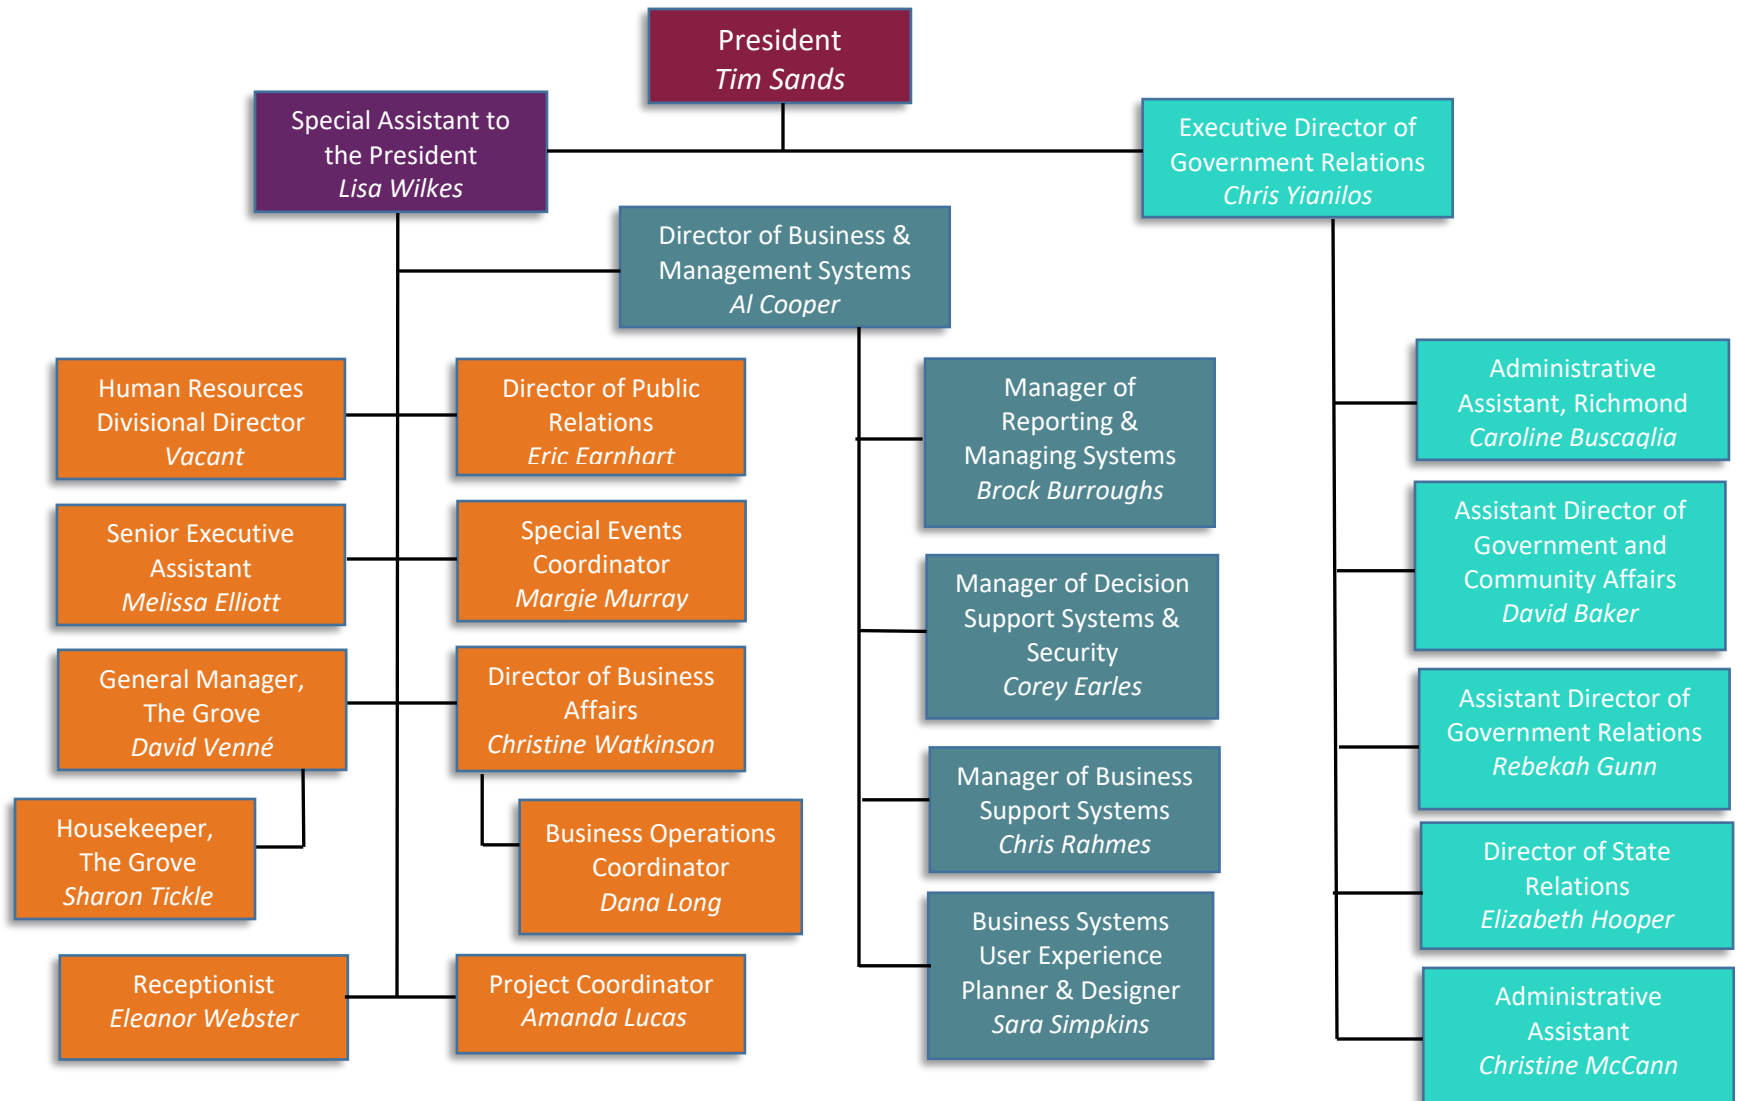 President
Tim Sands
Special Assistant to
the President
Lisa Wilkes
Executive Director of
Government Relations
Chris Yianilos
Director of Business &
Management Systems
Al Cooper
Human Resources
Divisional Director
Vacant
Director of Public
Relations
Eric Earnhart
Senior Executive
Assistant
Melissa Elliott
Special Events
Coordinator
Margie Murray
General Manager,
The Grove
David Venné
Director of Business
Affairs
Christine Watkinson
Housekeeper,
The Grove
Sharon Tickle
Business Operations
Coordinator
Dana Long
Receptionist
Eleanor Webster
Project Coordinator
Amanda Lucas
Manager of
Reporting &
Managing Systems
Brock Burroughs
Manager of Decision
Support Systems &
Security
Corey Earles
Manager of Business
Support Systems
Chris Rahmes
Business Systems
User Experience
Planner & Designer
Sara Simpkins
Administrative
Assistant, Richmond
Caroline Buscaglia
Assistant Director of
Government and
Community Affairs
David Baker
Assistant Director of
Government Relations
Rebekah Gunn
Director of State
Relations
Elizabeth Hooper
Administrative
Assistant
Christine McCann